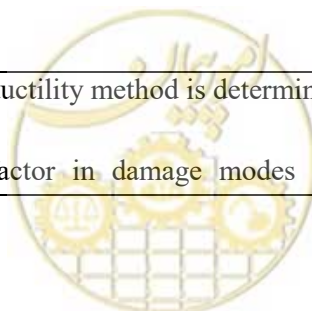 uctility method is determin
actor in damage modes